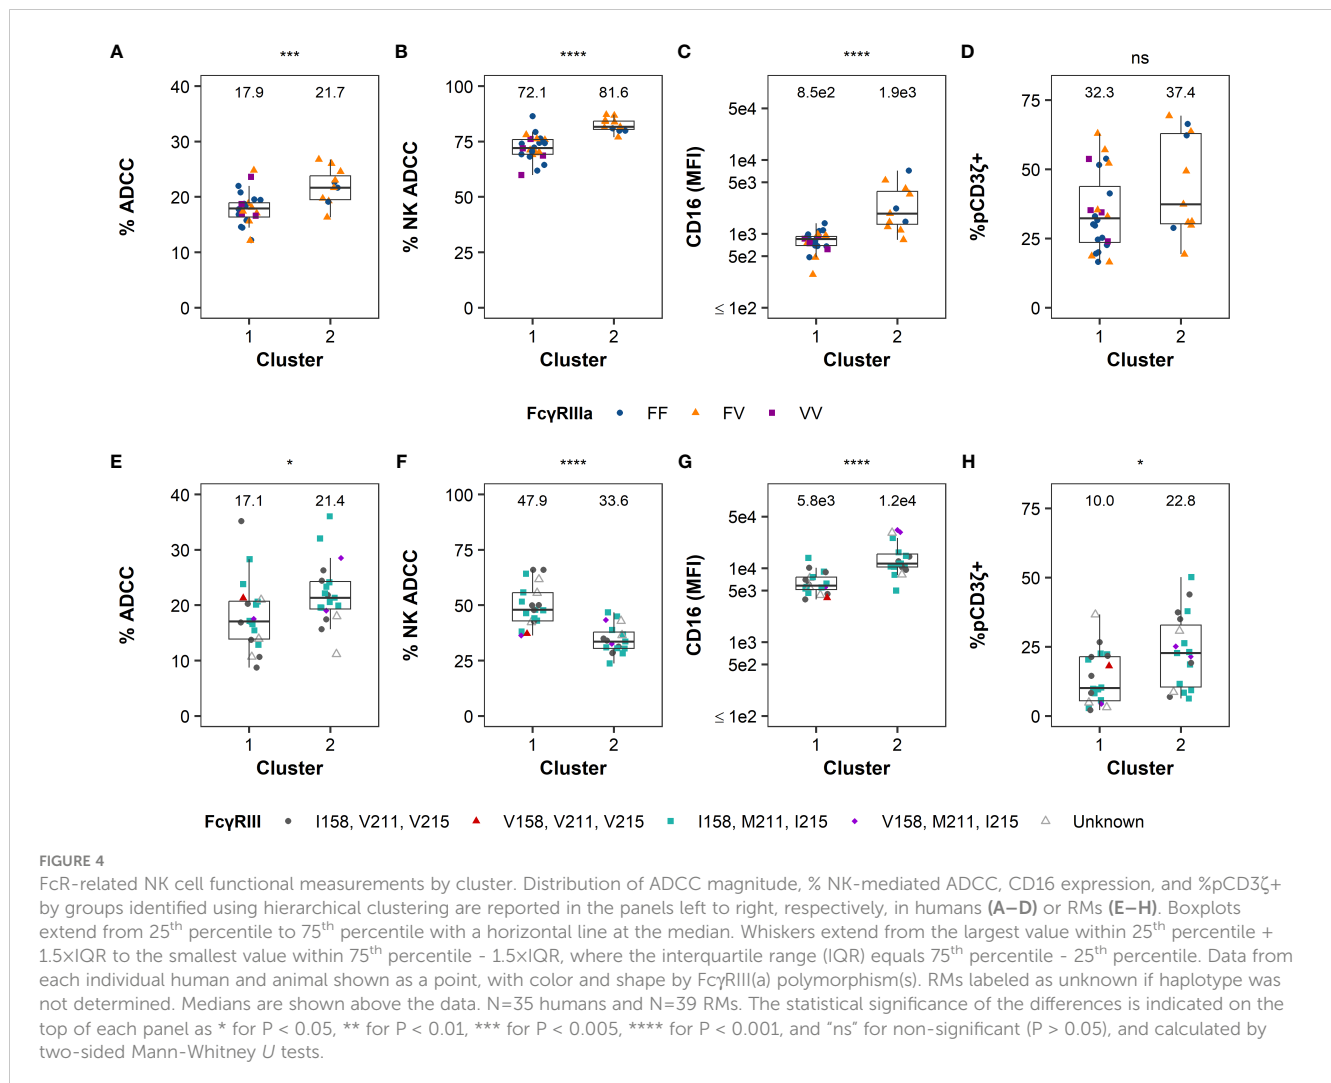 A *** B **** C **** D ns
40 17.9 21.7
30
20
10
0
% ADCC
1 2
Cluster
100 72.1 81.6
75
50
25
0
% NK ADCC
1 2
Cluster
8.5e2 1.9e3
5e4
1e4
5e3
1e3
5e2
≤ 1e2
CD16 (MFI)
1 2
Cluster
32.3 37.4
75
50
25
0
%pCD3ζ+
1 2
Cluster
FcγRIIIa FF FV VV
E * F **** G **** H *
40 17.1 21.4
30
20
10
0
% ADCC
1 2
Cluster
100 47.9 33.6
75
50
25
0
% NK ADCC
1 2
Cluster
5.8e3 1.2e4
5e4
1e4
5e3
1e3
5e2
≤ 1e2
CD16 (MFI)
1 2
Cluster
10.0 22.8
75
50
25
0
%pCD3ζ+
1 2
Cluster
FcγRIII I158, V211, V215 V158, V211, V215 I158, M211, I215 V158, M211, I215 Unknown
FIGURE 4
FcR-related NK cell functional measurements by cluster. Distribution of ADCC magnitude, % NK-mediated ADCC, CD16 expression, and %pCD3ζ+
by groups identified using hierarchical clustering are reported in the panels left to right, respectively, in humans (A–D) or RMs (E–H). Boxplots
extend from 25th percentile to 75th percentile with a horizontal line at the median. Whiskers extend from the largest value within 25th percentile +
1.5×IQR to the smallest value within 75th percentile - 1.5×IQR, where the interquartile range (IQR) equals 75th percentile - 25th percentile. Data from
each individual human and animal shown as a point, with color and shape by FcγRIII(a) polymorphism(s). RMs labeled as unknown if haplotype was
not determined. Medians are shown above the data. N=35 humans and N=39 RMs. The statistical significance of the differences is indicated on the
top of each panel as * for P < 0.05, ** for P < 0.01, *** for P < 0.005, **** for P < 0.001, and “ns” for non-significant (P > 0.05), and calculated by
two-sided Mann-Whitney U tests.